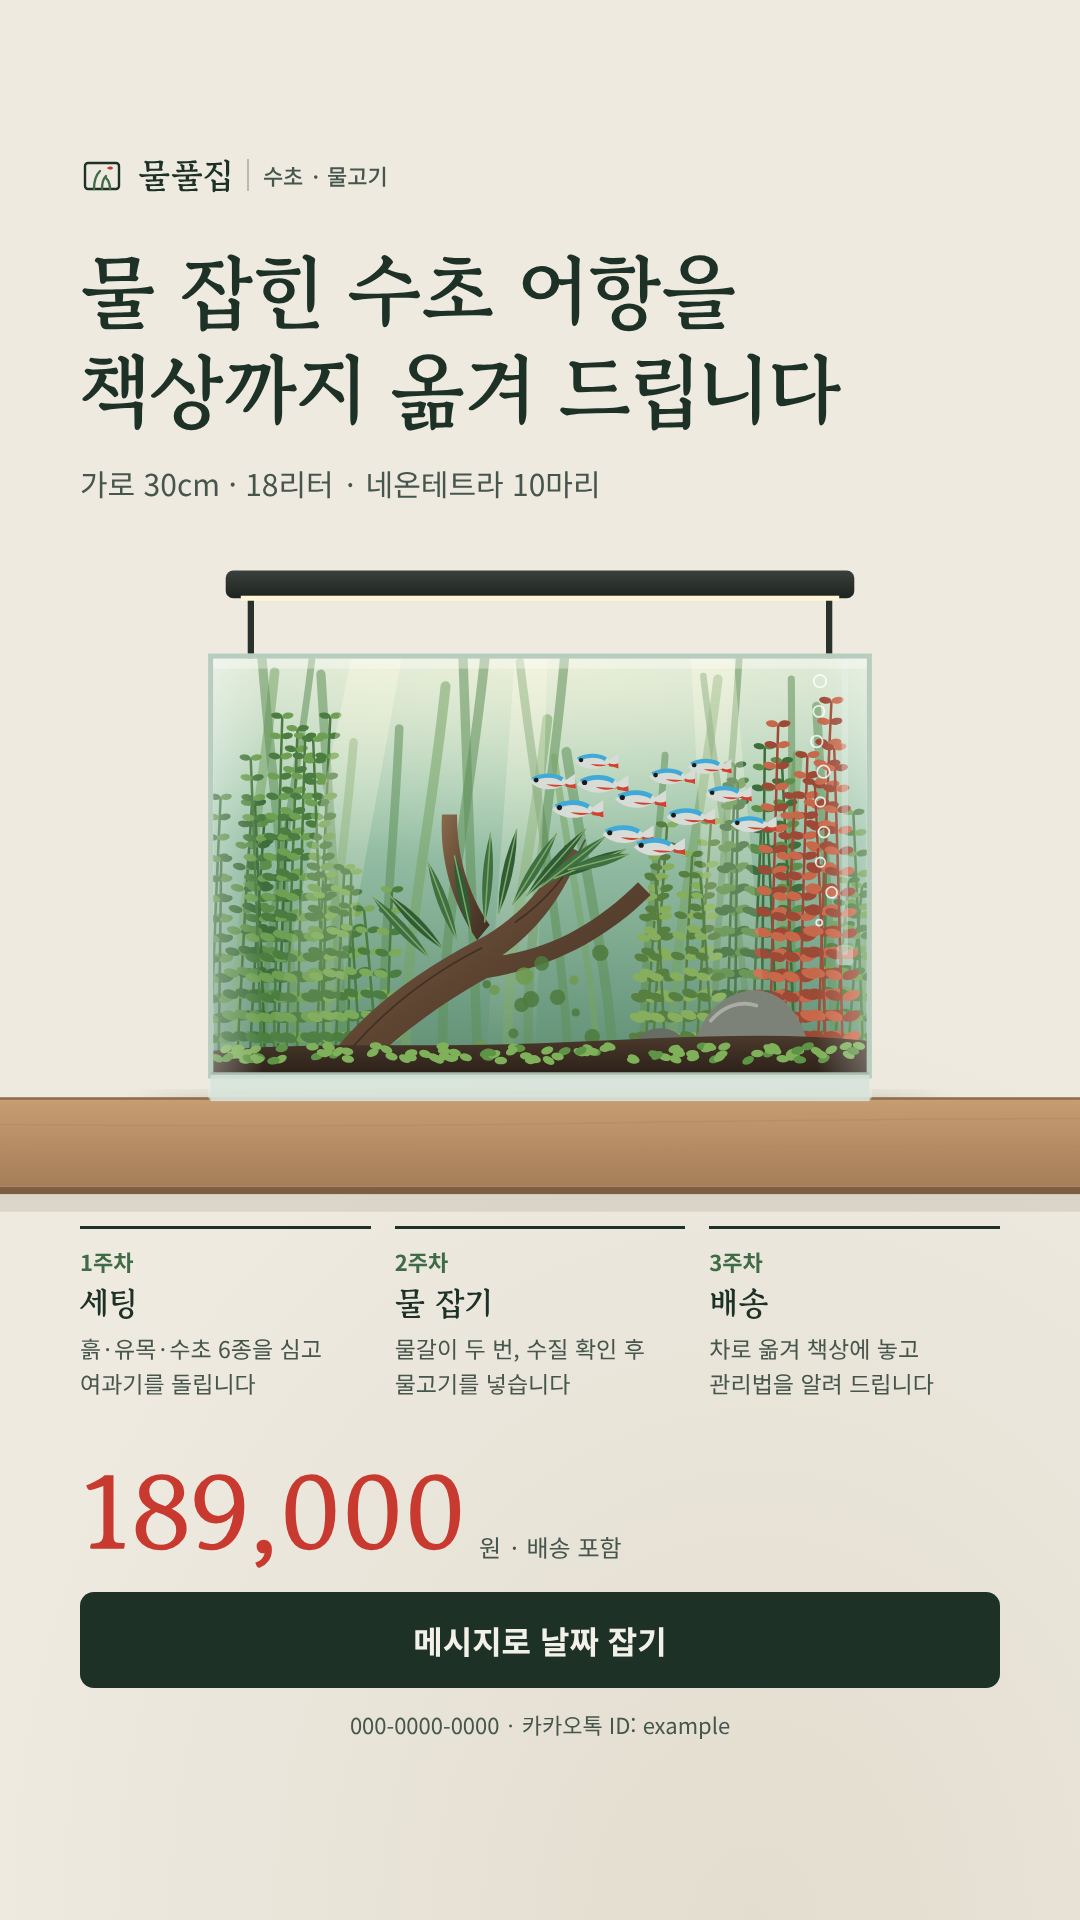 물풀집 수초 · 물고기
물 잡힌 수초 어항을
책상까지 옮겨 드립니다
가로 30cm · 18리터 · 네온테트라 10마리
1주차
세팅
흙·유목·수초 6종을 심고
여과기를 돌립니다
2주차
물 잡기
물갈이 두 번, 수질 확인 후
물고기를 넣습니다
3주차
배송
차로 옮겨 책상에 놓고
관리법을 알려 드립니다
189,000 원 · 배송 포함
메시지로 날짜 잡기
000-0000-0000 · 카카오톡 ID: example